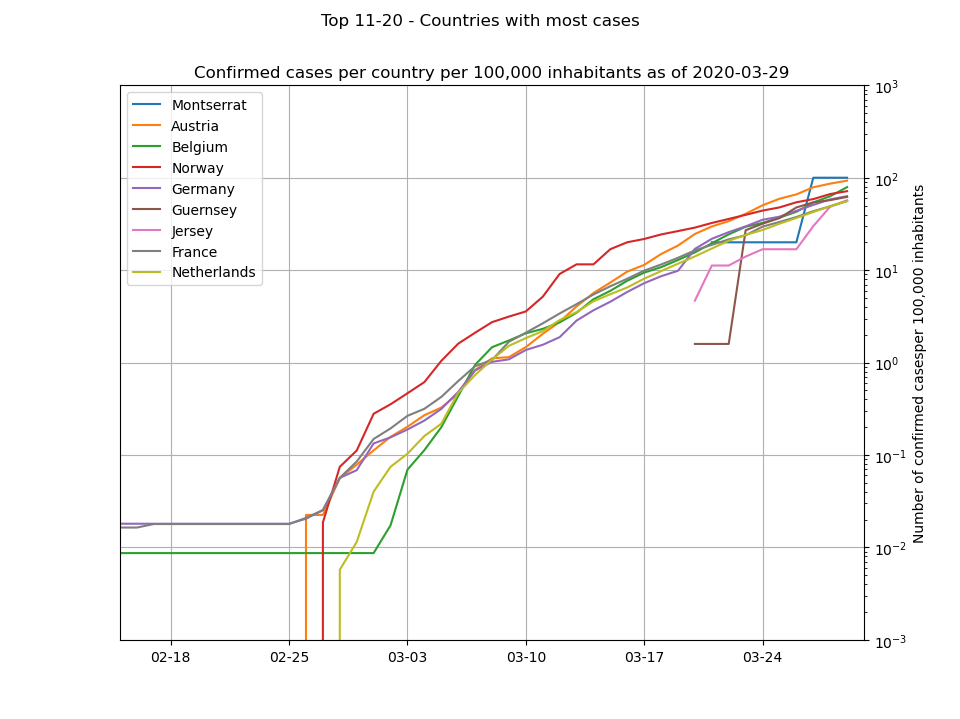 Top 11-20 - Countries with most cases
Confirmed cases per country per 100,000 inhabitants as of 2020-03-29
Montserrat
Austria
Belgium
Norway
Germany
Guernsey
Jersey
France
Netherlands
10³
10²
10¹
10⁰
10⁻¹
10⁻²
10⁻³
Number of confirmed casesper 100,000 inhabitants
02-18 02-25 03-03 03-10 03-17 03-24